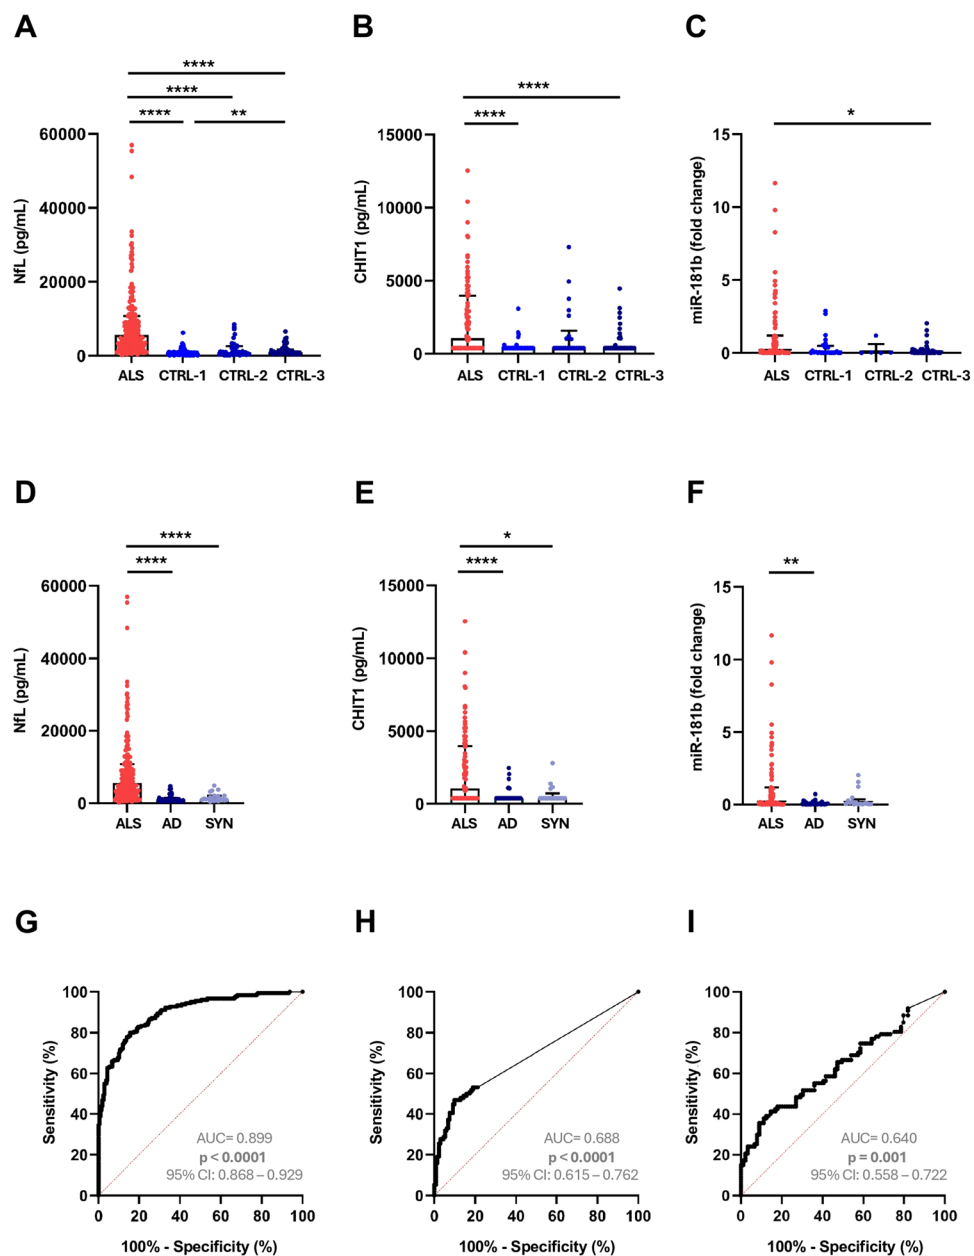 A
B
C
****
****
****
**
60000
40000
20000
0
NfL (pg/mL)
ALS
CTRL-1
CTRL-2
CTRL-3
****
****
15000
10000
5000
0
CHIT1 (pg/mL)
ALS
CTRL-1
CTRL-2
CTRL-3
*
15
10
5
0
miR-181b (fold change)
ALS
CTRL-1
CTRL-2
CTRL-3
D
E
F
****
****
60000
40000
20000
0
NfL (pg/mL)
ALS
AD
SYN
*
****
15000
10000
5000
0
CHIT1 (pg/mL)
ALS
AD
SYN
**
15
10
5
0
miR-181b (fold change)
ALS
AD
SYN
G
H
I
100
80
60
40
20
0
Sensitivity (%)
AUC= 0.899
p < 0.0001
95% CI: 0.868 – 0.929
0 20 40 60 80 100
100% - Specificity (%)
100
80
60
40
20
0
Sensitivity (%)
AUC= 0.688
p < 0.0001
95% CI: 0.615 – 0.762
0 20 40 60 80 100
100% - Specificity (%)
100
80
60
40
20
0
Sensitivity (%)
AUC= 0.640
p = 0.001
95% CI: 0.558 – 0.722
0 20 40 60 80 100
100% - Specificity (%)